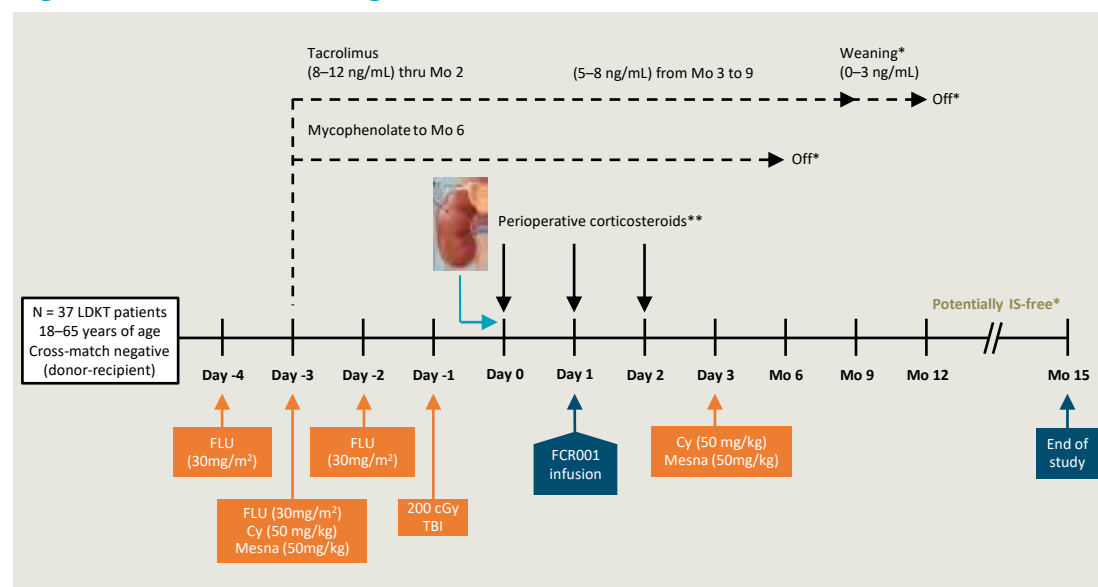 Tacrolimus
(8–12 ng/mL) thru Mo 2
(5–8 ng/mL) from Mo 3 to 9
Weaning*
(0–3 ng/mL)
Off*
Mycophenolate to Mo 6
Off*
Perioperative corticosteroids**
N = 37 LDKT patients
18–65 years of age
Cross-match negative
(donor-recipient)
Potentially IS-free*
Day -4 Day -3 Day -2 Day -1 Day 0 Day 1 Day 2 Day 3 Mo 6 Mo 9 Mo 12 Mo 15
FLU
(30mg/m²)
FLU (30mg/m²)
Cy (50 mg/kg)
Mesna (50mg/kg)
FLU
(30mg/m²)
200 cGy
TBI
FCR001
infusion
Cy (50 mg/kg)
Mesna (50mg/kg)
End of
study